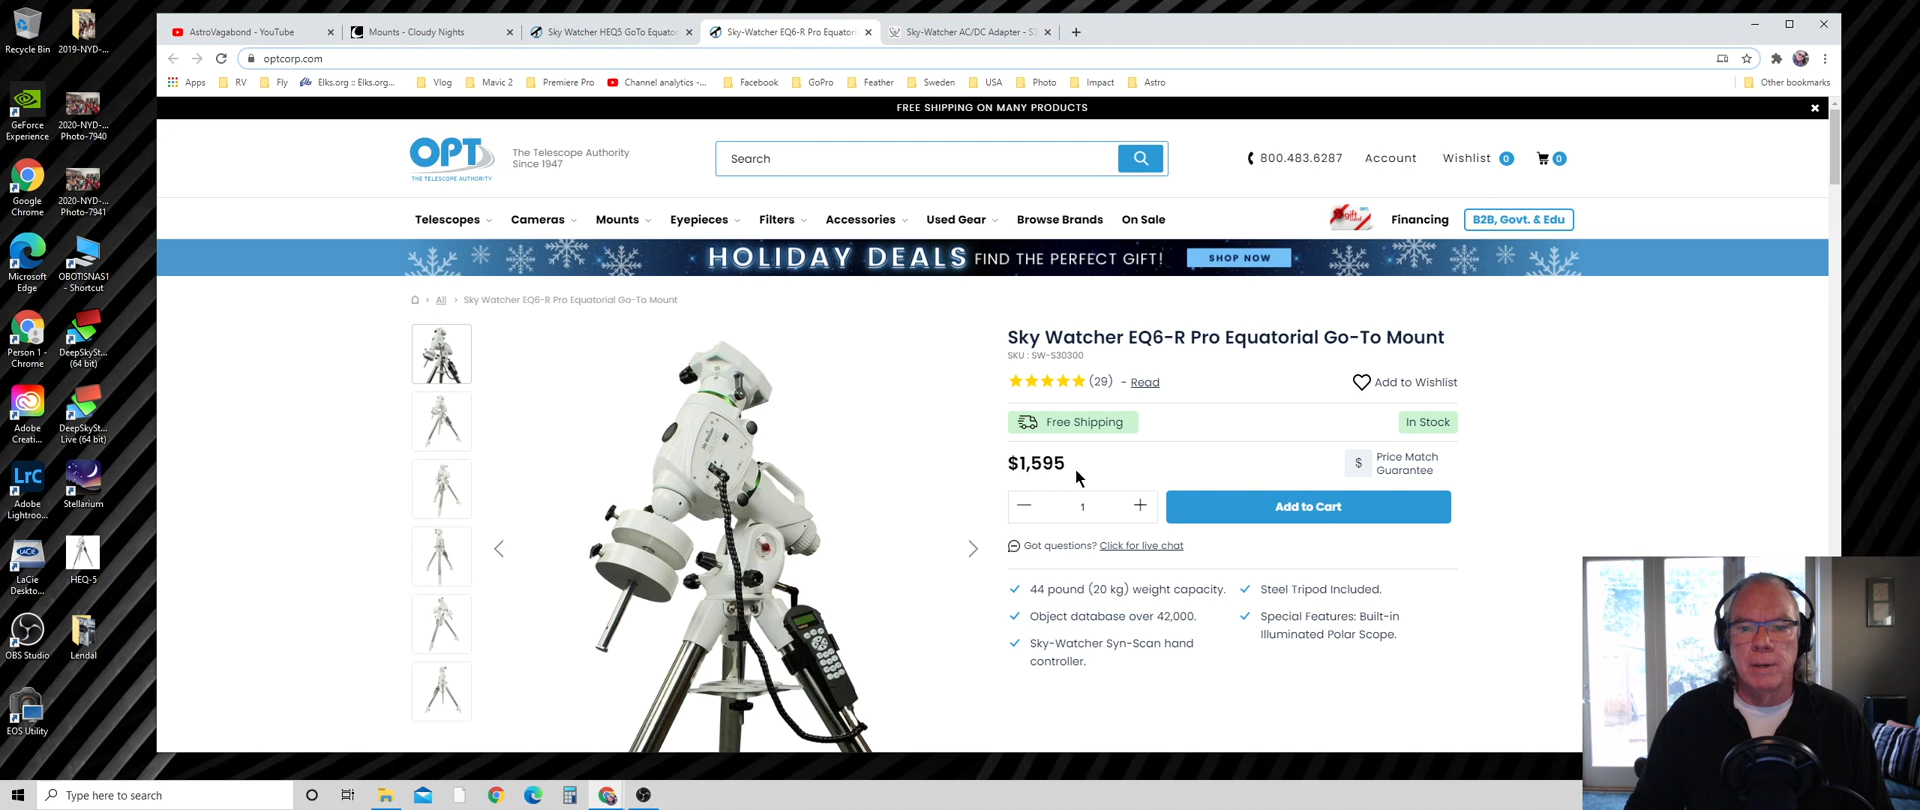 Recycle Bin
2019-NYD-...
GeForce Experience
2020-NYD-... Photo-7940
Google Chrome
2020-NYD-... Photo-7941
Microsoft Edge
OBOTISNAS1 - Shortcut
Person 1 - Chrome
DeepSkySt... (64 bit)
Adobe Creati...
DeepSkySt... Live (64 bit)
Lrc
Adobe Lightroo...
Stellarium
LACIE
LaCie Deskto...
HEQ-5
OBS Studio
Lendal
EOS Utility
AstroVagabond - YouTube
Mounts - Cloudy Nights
Sky Watcher HEQ5 GoTo Equato
Sky-Watcher EQ6-R Pro Equatori
Sky-Watcher AC/DC Adapter - S
optcorp.com
Apps
RV
Fly
Elks.org :: Elks.org...
Vlog
Mavic 2
Premiere Pro
Channel analytics -...
Facebook
GoPro
Feather
Sweden
USA
Photo
Impact
Astro
Other bookmarks
FREE SHIPPING ON MANY PRODUCTS
OPT
THE TELESCOPE AUTHORITY
The Telescope Authority
Since 1947
Search
800.483.6287
Account
Wishlist 0
0
Telescopes
Cameras
Mounts
Eyepieces
Filters
Accessories
Used Gear
Browse Brands
On Sale
gift
Financing
B2B, Govt. & Edu
HOLIDAY DEALS FIND THE PERFECT GIFT! SHOP NOW
> All > Sky Watcher EQ6-R Pro Equatorial Go-To Mount
Sky Watcher EQ6-R Pro Equatorial Go-To Mount
SKU : SW-S30300
(29) - Read
Add to Wishlist
Free Shipping
In Stock
$1,595
$ Price Match
Guarantee
1
Add to Cart
Got questions? Click for live chat
44 pound (20 kg) weight capacity.
Steel Tripod Included.
Object database over 42,000.
Special Features: Built-in
Illuminated Polar Scope.
Sky-Watcher Syn-Scan hand
controller.
Type here to search